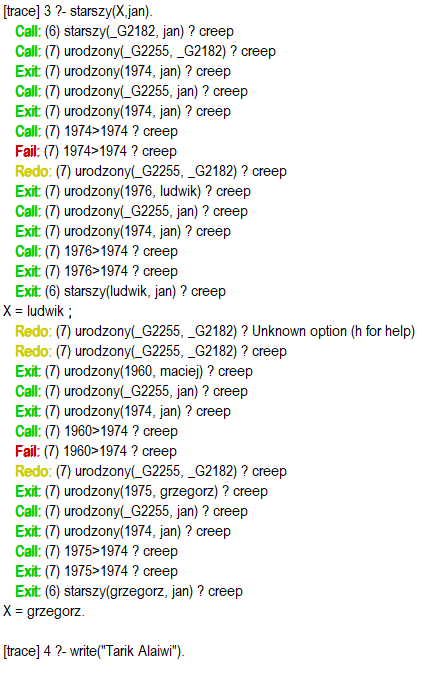 [trace] 3 ?- starszy(X,jan).
Call: (6) starszy(_G2182, jan) ? creep
Call: (7) urodzony(_G2255, _G2182) ? creep
Exit: (7) urodzony(1974, jan) ? creep
Call: (7) urodzony(_G2255, jan) ? creep
Exit: (7) urodzony(1974, jan) ? creep
Call: (7) 1974>1974 ? creep
Fail: (7) 1974>1974 ? creep
Redo: (7) urodzony(_G2255, _G2182) ? creep
Exit: (7) urodzony(1976, ludwik) ? creep
Call: (7) urodzony(_G2255, jan) ? creep
Exit: (7) urodzony(1974, jan) ? creep
Call: (7) 1976>1974 ? creep
Exit: (7) 1976>1974 ? creep
Exit: (6) starszy(ludwik, jan) ? creep
X = ludwik ;
Redo: (7) urodzony(_G2255, _G2182) ? Unknown option (h for help)
Redo: (7) urodzony(_G2255, _G2182) ? creep
Exit: (7) urodzony(1960, maciej) ? creep
Call: (7) urodzony(_G2255, jan) ? creep
Exit: (7) urodzony(1974, jan) ? creep
Call: (7) 1960>1974 ? creep
Fail: (7) 1960>1974 ? creep
Redo: (7) urodzony(_G2255, _G2182) ? creep
Exit: (7) urodzony(1975, grzegorz) ? creep
Call: (7) urodzony(_G2255, jan) ? creep
Exit: (7) urodzony(1974, jan) ? creep
Call: (7) 1975>1974 ? creep
Exit: (7) 1975>1974 ? creep
Exit: (6) starszy(grzegorz, jan) ? creep
X = grzegorz.
[trace] 4 ?- write("Tarik Alaiwi").